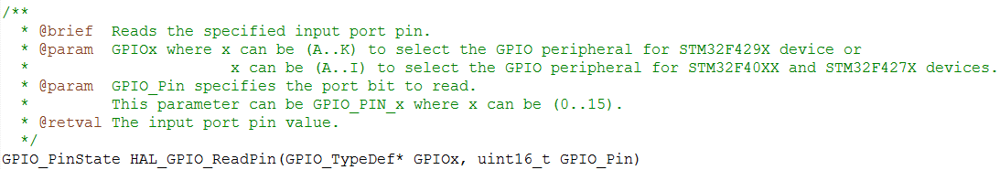 /**
  * @brief  Reads the specified input port pin.
  * @param  GPIOx where x can be (A..K) to select the GPIO peripheral for STM32F429X device or
  *                      x can be (A..I) to select the GPIO peripheral for STM32F40XX and STM32F427X devices.
  * @param  GPIO_Pin specifies the port bit to read.
  *         This parameter can be GPIO_PIN_x where x can be (0..15).
  * @retval The input port pin value.
  */
GPIO_PinState HAL_GPIO_ReadPin(GPIO_TypeDef* GPIOx, uint16_t GPIO_Pin)